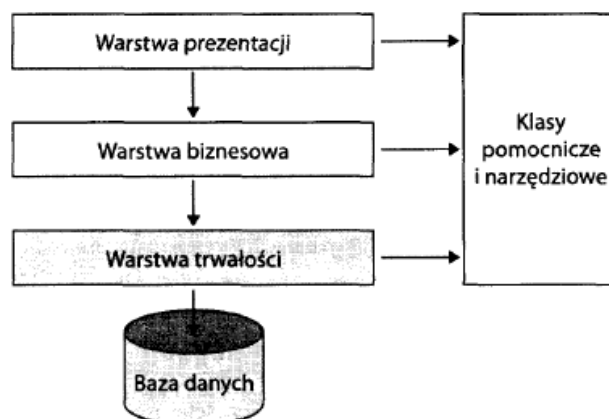 Warstwa prezentacji
Warstwa biznesowa
Klasy
pomocnicze
i narzędziowe
Warstwa trwałości
Baza danych